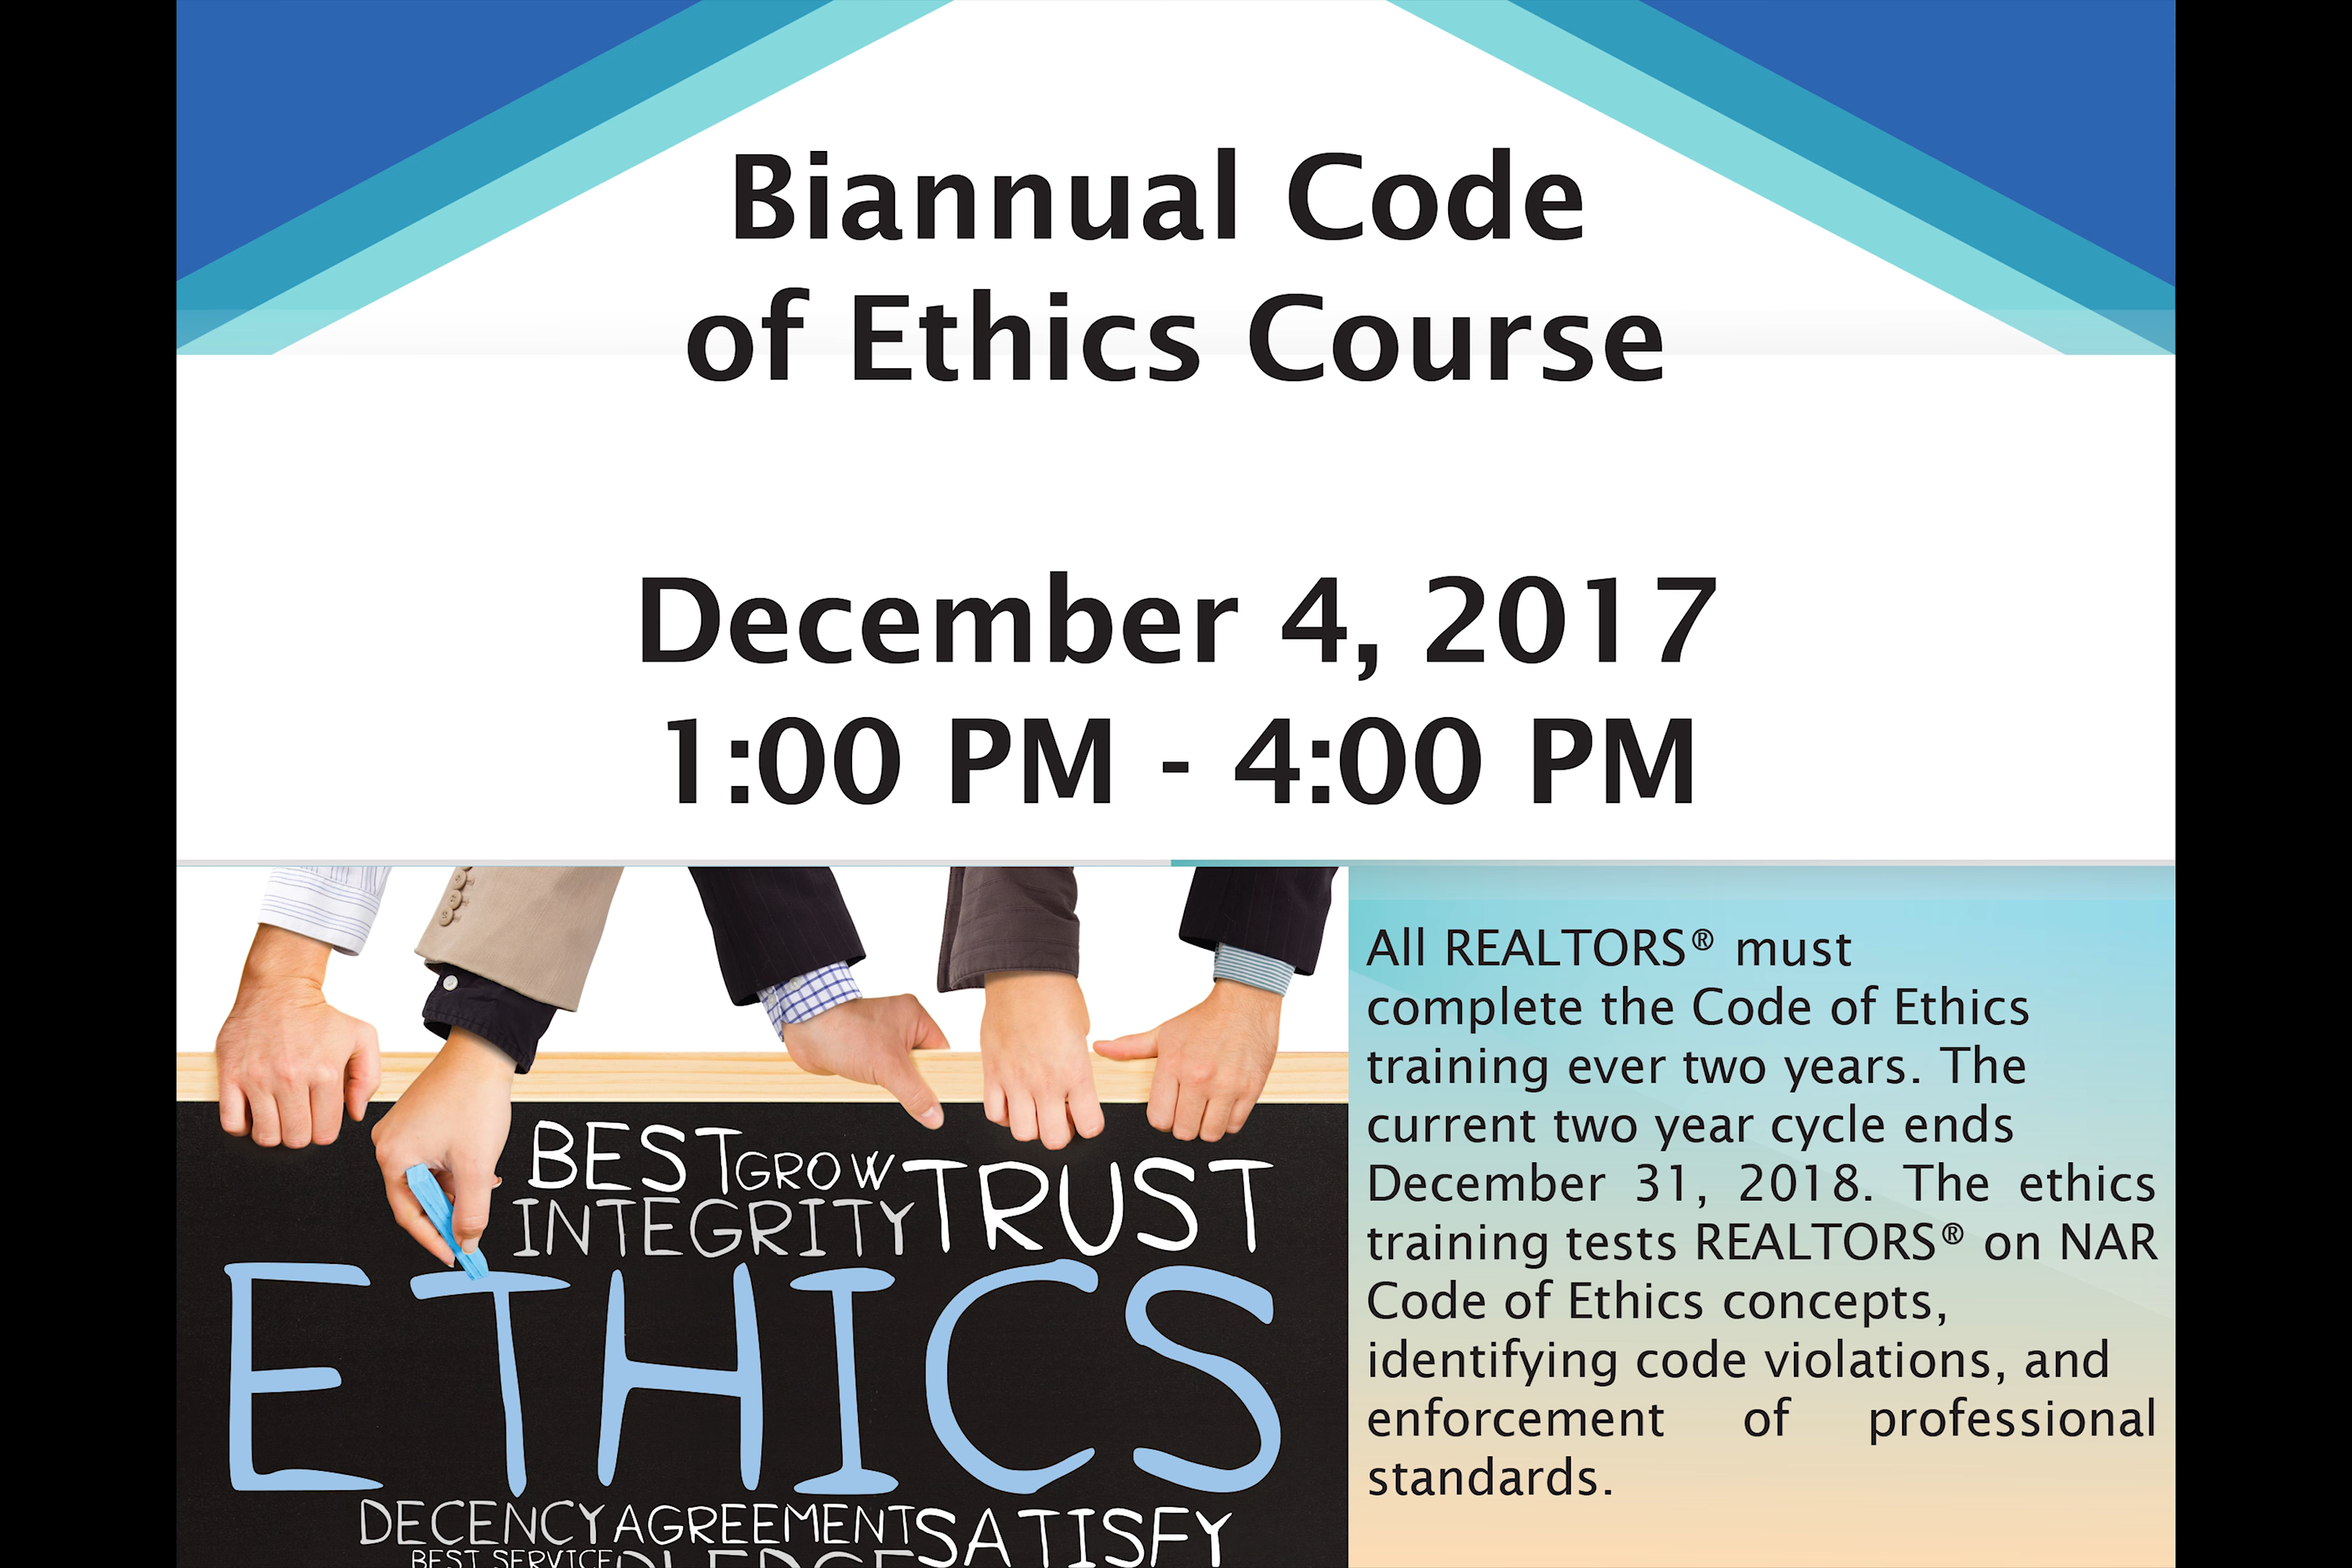 Biannual Code
of Ethics Course
December 4, 2017
1:00 PM - 4:00 PM
BEST GROW TRUST
INTEGRITY
ETHICS
DECENCY AGREEMENT SATISFY
BEST SERVICE PLEDGE
All REALTORS® must
complete the Code of Ethics
training ever two years. The
current two year cycle ends
December 31, 2018. The ethics
training tests REALTORS® on NAR
Code of Ethics concepts,
identifying code violations, and
enforcement of professional
standards.